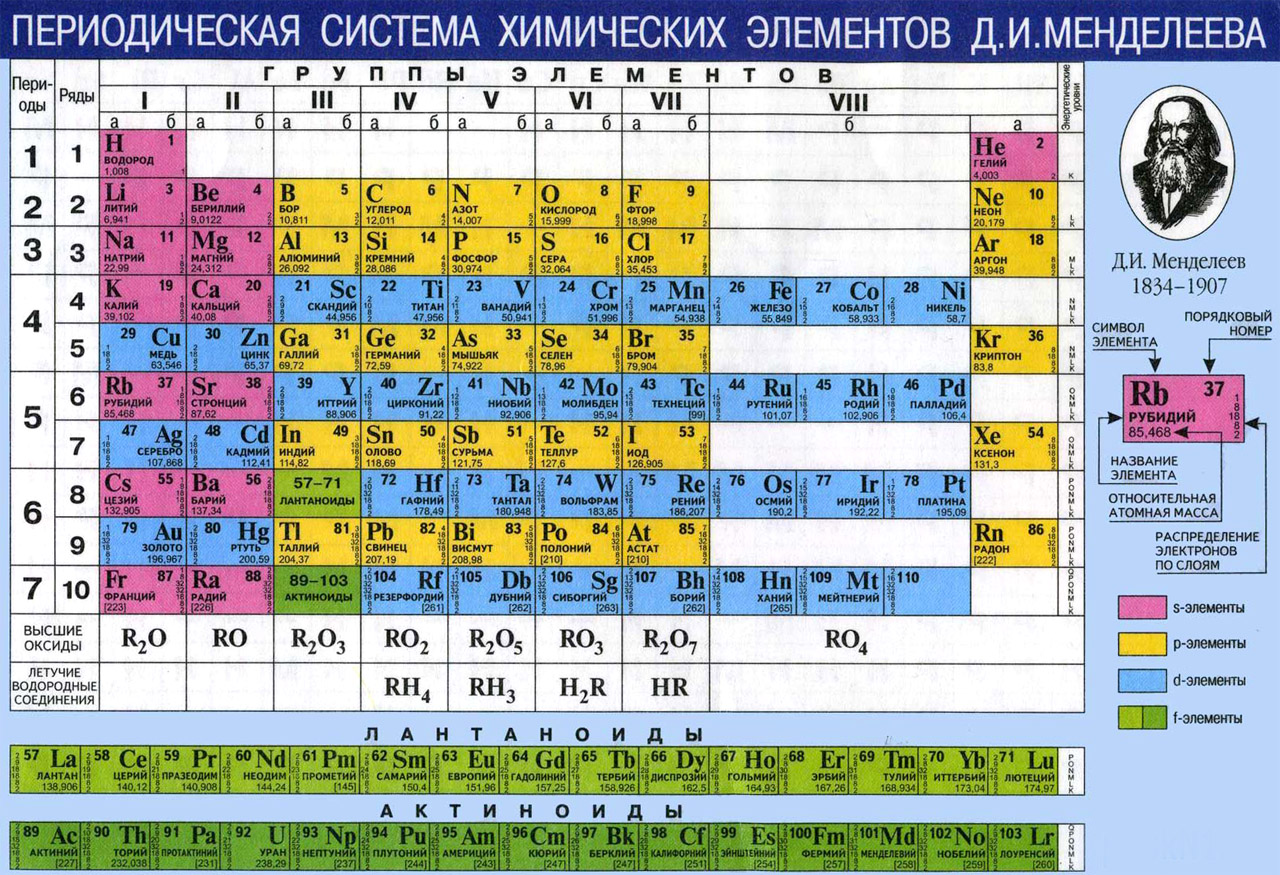 ПЕРИОДИЧЕСКАЯ СИСТЕМА ХИМИЧЕСКИХ ЭЛЕМЕНТОВ Д.И.МЕНДЕЛЕЕВА
Пери-
оды
Ряды
ГРУППЫ ЭЛЕМЕНТОВ
Энергетические уровни
I II III IV V VI VII VIII
а б а б а б а б а б а б а б б а
1 1
H 1 ВОДОРОД 1,008
He 2 ГЕЛИЙ 4,003
2 2
Li 3 ЛИТИЙ 6,941
Be 4 БЕРИЛЛИЙ 9,0122
B 5 БОР 10,811
C 6 УГЛЕРОД 12,011
N 7 АЗОТ 14,007
O 8 КИСЛОРОД 15,999
F 9 ФТОР 18,998
Ne 10 НЕОН 20,179
3 3
Na 11 НАТРИЙ 22,99
Mg 12 МАГНИЙ 24,312
Al 13 АЛЮМИНИЙ 26,092
Si 14 КРЕМНИЙ 28,086
P 15 ФОСФОР 30,974
S 16 СЕРА 32,064
Cl 17 ХЛОР 35,453
Ar 18 АРГОН 39,948
4 4
K 19 КАЛИЙ 39,102
Ca 20 КАЛЬЦИЙ 40,08
21 Sc СКАНДИЙ 44,956
22 Ti ТИТАН 47,956
23 V ВАНАДИЙ 50,941
24 Cr ХРОМ 51,996
25 Mn МАРГАНЕЦ 54,938
26 Fe ЖЕЛЕЗО 55.849
27 Co КОБАЛЬТ 58,933
28 Ni НИКЕЛЬ 58,7
5
29 Cu МЕДЬ 63,546
30 Zn ЦИНК 65,37
Ga 31 ГАЛЛИЙ 69,72
Ge 32 ГЕРМАНИЙ 72,59
As 33 МЫШЬЯК 74,922
Se 34 СЕЛЕН 78,96
Br 35 БРОМ 79,904
Kr 36 КРИПТОН 83,8
5 6
Rb 37 РУБИДИЙ 85,468
Sr 38 СТРОНЦИЙ 87,62
39 Y ИТТРИЙ 88,906
40 Zr ЦИРКОНИЙ 91,22
41 Nb НИОБИЙ 92,906
42 Mo МОЛИБДЕН 95,94
43 Tc ТЕХНЕЦИЙ [99]
44 Ru РУТЕНИЙ 101,07
45 Rh РОДИЙ 102,906
46 Pd ПАЛЛАДИЙ 106,4
7
47 Ag СЕРЕБРО 107,868
48 Cd КАДМИЙ 112,41
In 49 ИНДИЙ 114,82
Sn 50 ОЛОВО 118,69
Sb 51 СУРЬМА 121,75
Te 52 ТЕЛЛУР 127,6
I 53 ИОД 126,905
Xe 54 КСЕНОН 131,3
6 8
Cs 55 ЦЕЗИЙ 132,905
Ba 56 БАРИЙ 137,34
57–71 ЛАНТАНОИДЫ
72 Hf ГАФНИЙ 178,49
73 Ta ТАНТАЛ 180,948
74 W ВОЛЬФРАМ 183,85
75 Re РЕНИЙ 186,207
76 Os ОСМИЙ 190,2
77 Ir ИРИДИЙ 192,22
78 Pt ПЛАТИНА 195,09
9
79 Au ЗОЛОТО 196,967
80 Hg РТУТЬ 200,59
Tl 81 ТАЛЛИЙ 204,37
Pb 82 СВИНЕЦ 207,19
Bi 83 ВИСМУТ 208,98
Po 84 ПОЛОНИЙ [210]
At 85 АСТАТ [210]
Rn 86 РАДОН [222]
7 10
Fr 87 ФРАНЦИЙ [223]
Ra 88 РАДИЙ [226]
89–103 АКТИНОИДЫ
104 Rf РЕЗЕРФОРДИЙ [261]
105 Db ДУБНИЙ [262]
106 Sg СИБОРГИЙ [263]
107 Bh БОРИЙ [262]
108 Hn ХАНИЙ [265]
109 Mt МЕЙТНЕРИЙ
110
ВЫСШИЕ
ОКСИДЫ
R₂O RO R₂O₃ RO₂ R₂O₅ RO₃ R₂O₇ RO₄
ЛЕТУЧИЕ
ВОДОРОДНЫЕ
СОЕДИНЕНИЯ
RH₄ RH₃ H₂R HR
ЛАНТАНОИДЫ
57 La ЛАНТАН 138,906
58 Ce ЦЕРИЙ 140,12
59 Pr ПРАЗЕОДИМ 140,908
60 Nd НЕОДИМ 144,24
61 Pm ПРОМЕТИЙ [145]
62 Sm САМАРИЙ 150,4
63 Eu ЕВРОПИЙ 151,96
64 Gd ГАДОЛИНИЙ 157,25
65 Tb ТЕРБИЙ 158,926
66 Dy ДИСПРОЗИЙ 162,5
67 Ho ГОЛЬМИЙ 164,93
68 Er ЭРБИЙ 167,26
69 Tm ТУЛИЙ 168,934
70 Yb ИТТЕРБИЙ 173,04
71 Lu ЛЮТЕЦИЙ 174,97
АКТИНОИДЫ
89 Ac АКТИНИЙ [227]
90 Th ТОРИЙ 232,038
91 Pa ПРОТАКТИНИЙ [231]
92 U УРАН 238,29
93 Np НЕПТУНИЙ [237]
94 Pu ПЛУТОНИЙ [244]
95 Am АМЕРИЦИЙ [243]
96 Cm КЮРИЙ [247]
97 Bk БЕРКЛИЙ [247]
98 Cf КАЛИФОРНИЙ [251]
99 Es ЭЙНШТЕЙНИЙ [254]
100 Fm ФЕРМИЙ [257]
101 Md МЕНДЕЛЕВИЙ [258]
102 No НОБЕЛИЙ [259]
103 Lr ЛОУРЕНСИЙ [260]
Д.И. Менделеев
1834–1907
СИМВОЛ
ЭЛЕМЕНТА
ПОРЯДКОВЫЙ
НОМЕР
Rb 37
РУБИДИЙ
85,468
1
8
18
8
2
НАЗВАНИЕ
ЭЛЕМЕНТА
ОТНОСИТЕЛЬНАЯ
АТОМНАЯ МАССА
РАСПРЕДЕЛЕНИЕ
ЭЛЕКТРОНОВ
ПО СЛОЯМ
s-элементы
p-элементы
d-элементы
f-элементы